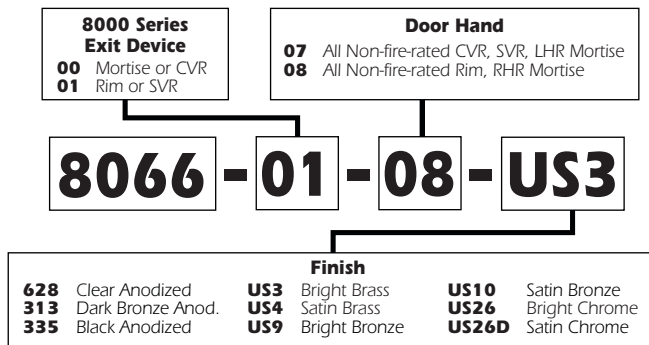 8000 Series
Exit Device
00 Mortise or CVR
01 Rim or SVR
Door Hand
07 All Non-fire-rated CVR, SVR, LHR Mortise
08 All Non-fire-rated Rim, RHR Mortise
8066-01-08-US3
Finish
628 Clear Anodized US3 Bright Brass US10 Satin Bronze
313 Dark Bronze Anod. US4 Satin Brass US26 Bright Chrome
335 Black Anodized US9 Bright Bronze US26D Satin Chrome